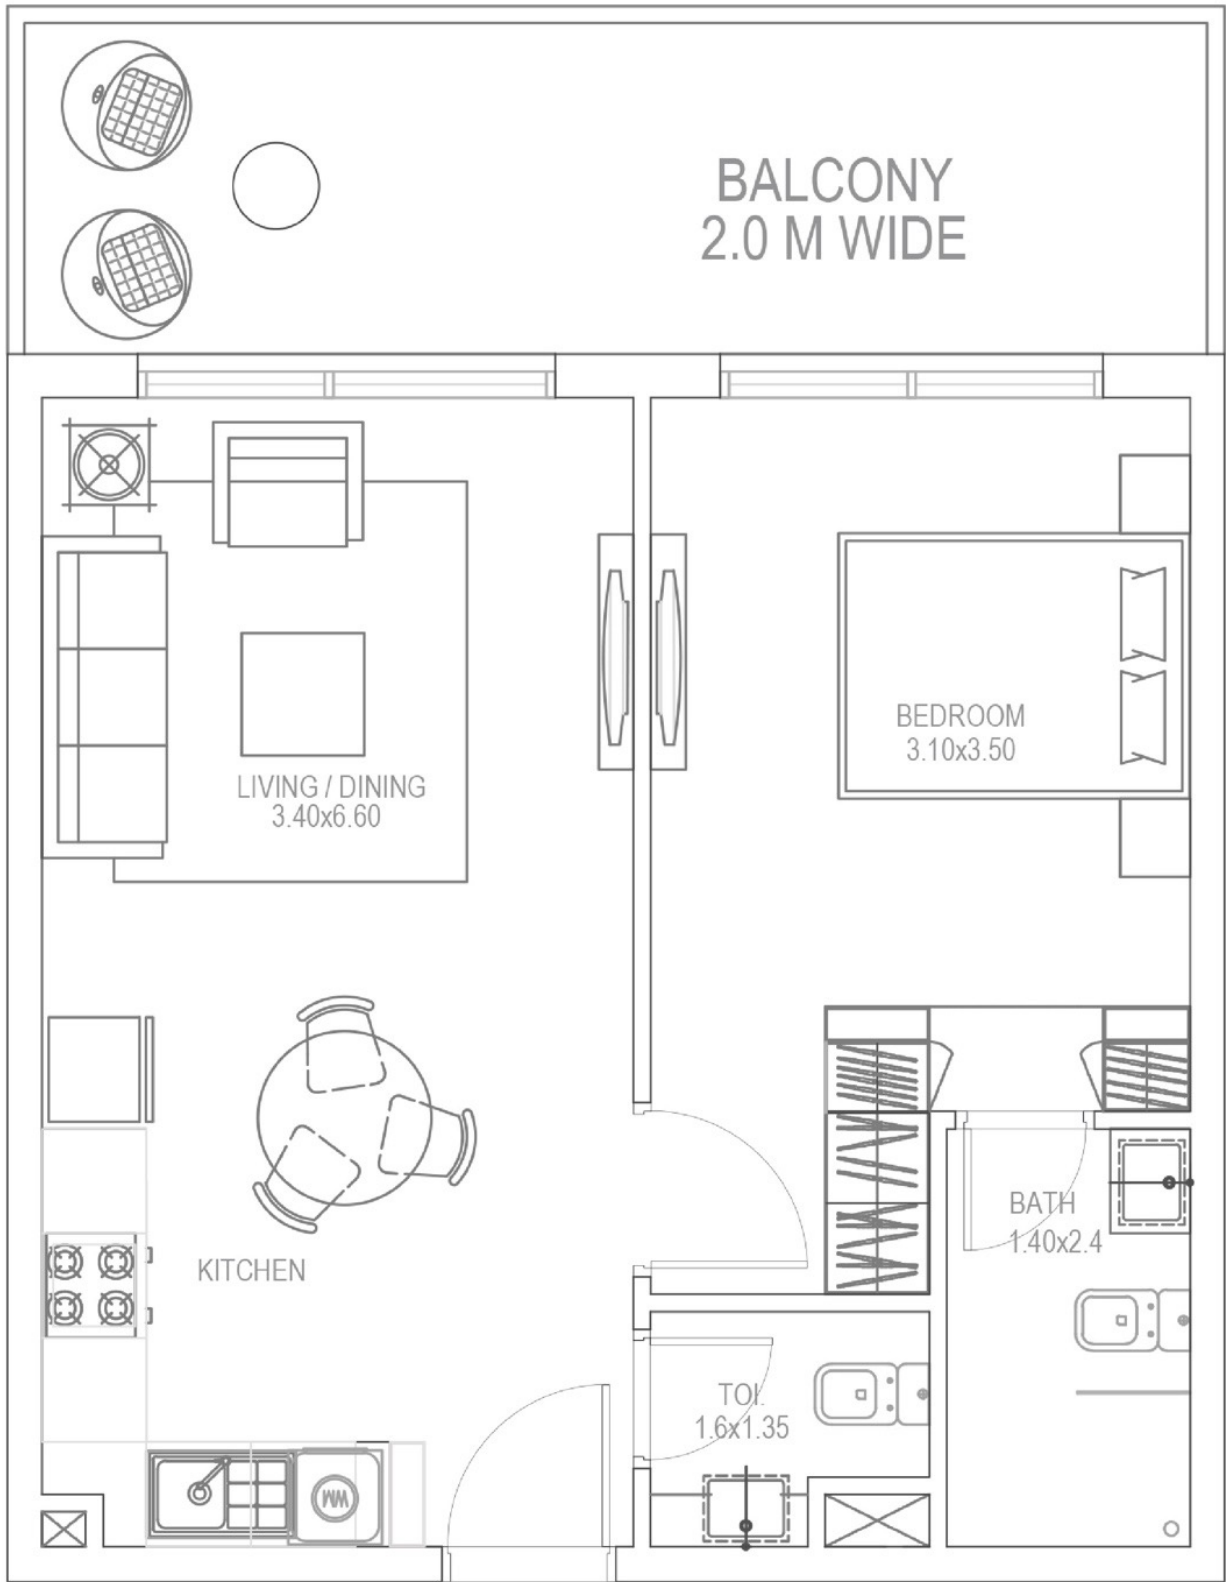 BALCONY
2.0 M WIDE
LIVING / DINING
3.40x6.60
BEDROOM
3.10x3.50
KITCHEN
BATH
1.40x2.4
TOI.
1.6x1.35
WM